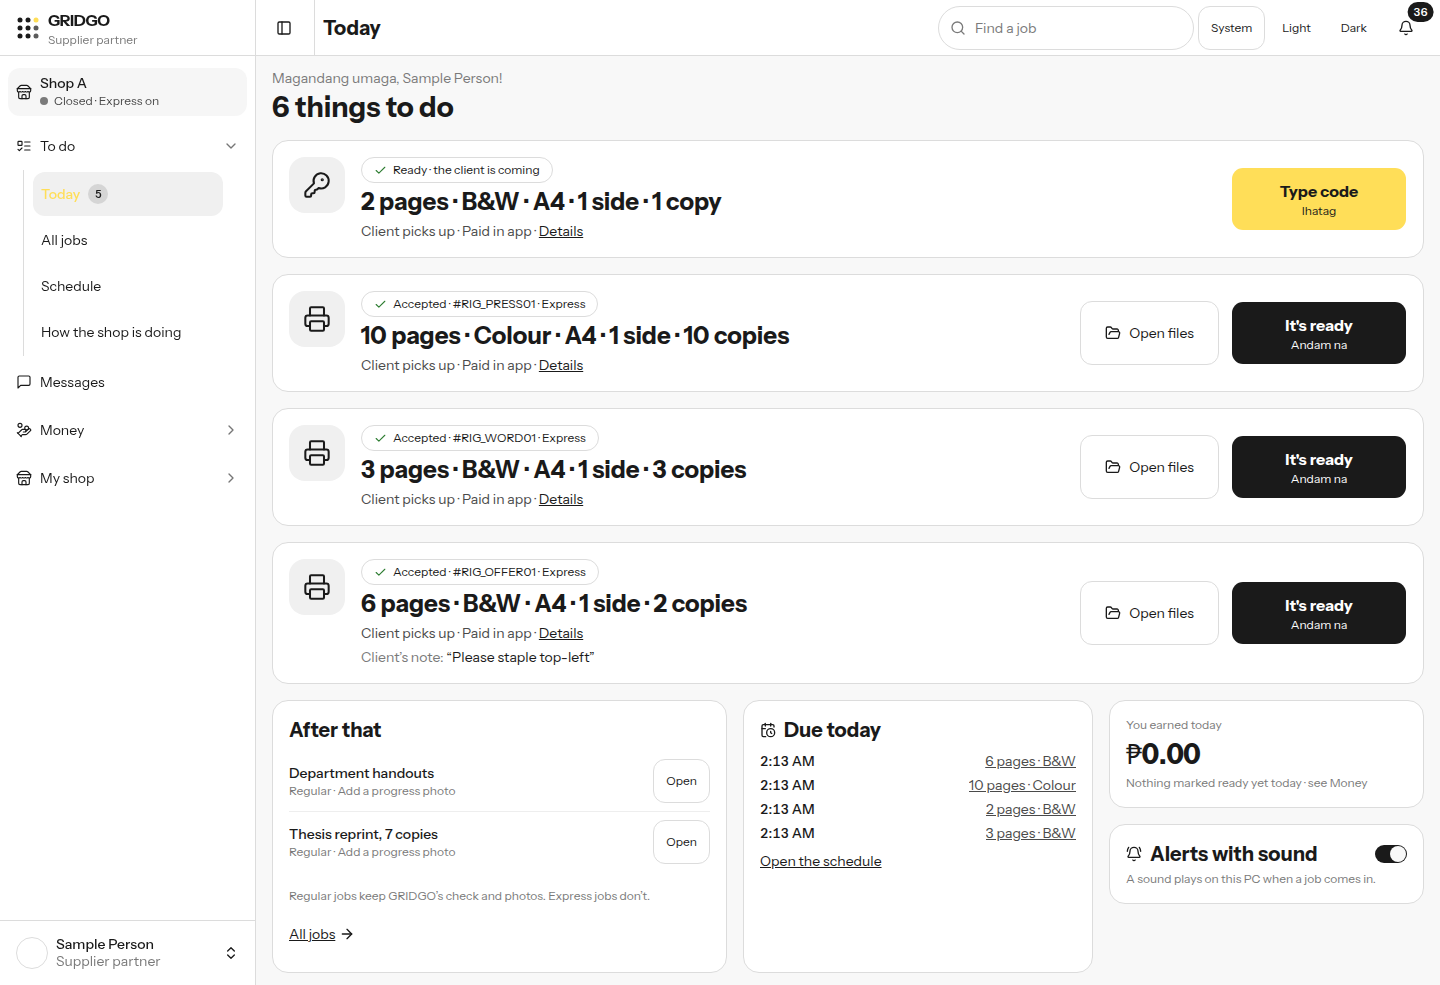 GRIDGO
Supplier partner
Shop A
Closed · Express on
To do
Today 5
All jobs
Schedule
How the shop is doing
Messages
Money
My shop
Sample Person
Supplier partner
Today
Find a job
System
Light
Dark
36
Magandang umaga, Sample Person!
6 things to do
Ready · the client is coming
2 pages · B&W · A4 · 1 side · 1 copy
Client picks up · Paid in app · Details
Type code
Ihatag
Accepted · #RIG_PRESS01 · Express
10 pages · Colour · A4 · 1 side · 10 copies
Client picks up · Paid in app · Details
Open files
It's ready
Andam na
Accepted · #RIG_WORD01 · Express
3 pages · B&W · A4 · 1 side · 3 copies
Client picks up · Paid in app · Details
Open files
It's ready
Andam na
Accepted · #RIG_OFFER01 · Express
6 pages · B&W · A4 · 1 side · 2 copies
Client picks up · Paid in app · Details
Client’s note: “Please staple top-left”
Open files
It's ready
Andam na
After that
Department handouts
Regular · Add a progress photo
Open
Thesis reprint, 7 copies
Regular · Add a progress photo
Open
Regular jobs keep GRIDGO’s check and photos. Express jobs don’t.
All jobs
Due today
2:13 AM 6 pages · B&W
2:13 AM 10 pages · Colour
2:13 AM 2 pages · B&W
2:13 AM 3 pages · B&W
Open the schedule
You earned today
₱0.00
Nothing marked ready yet today · see Money
Alerts with sound
A sound plays on this PC when a job comes in.